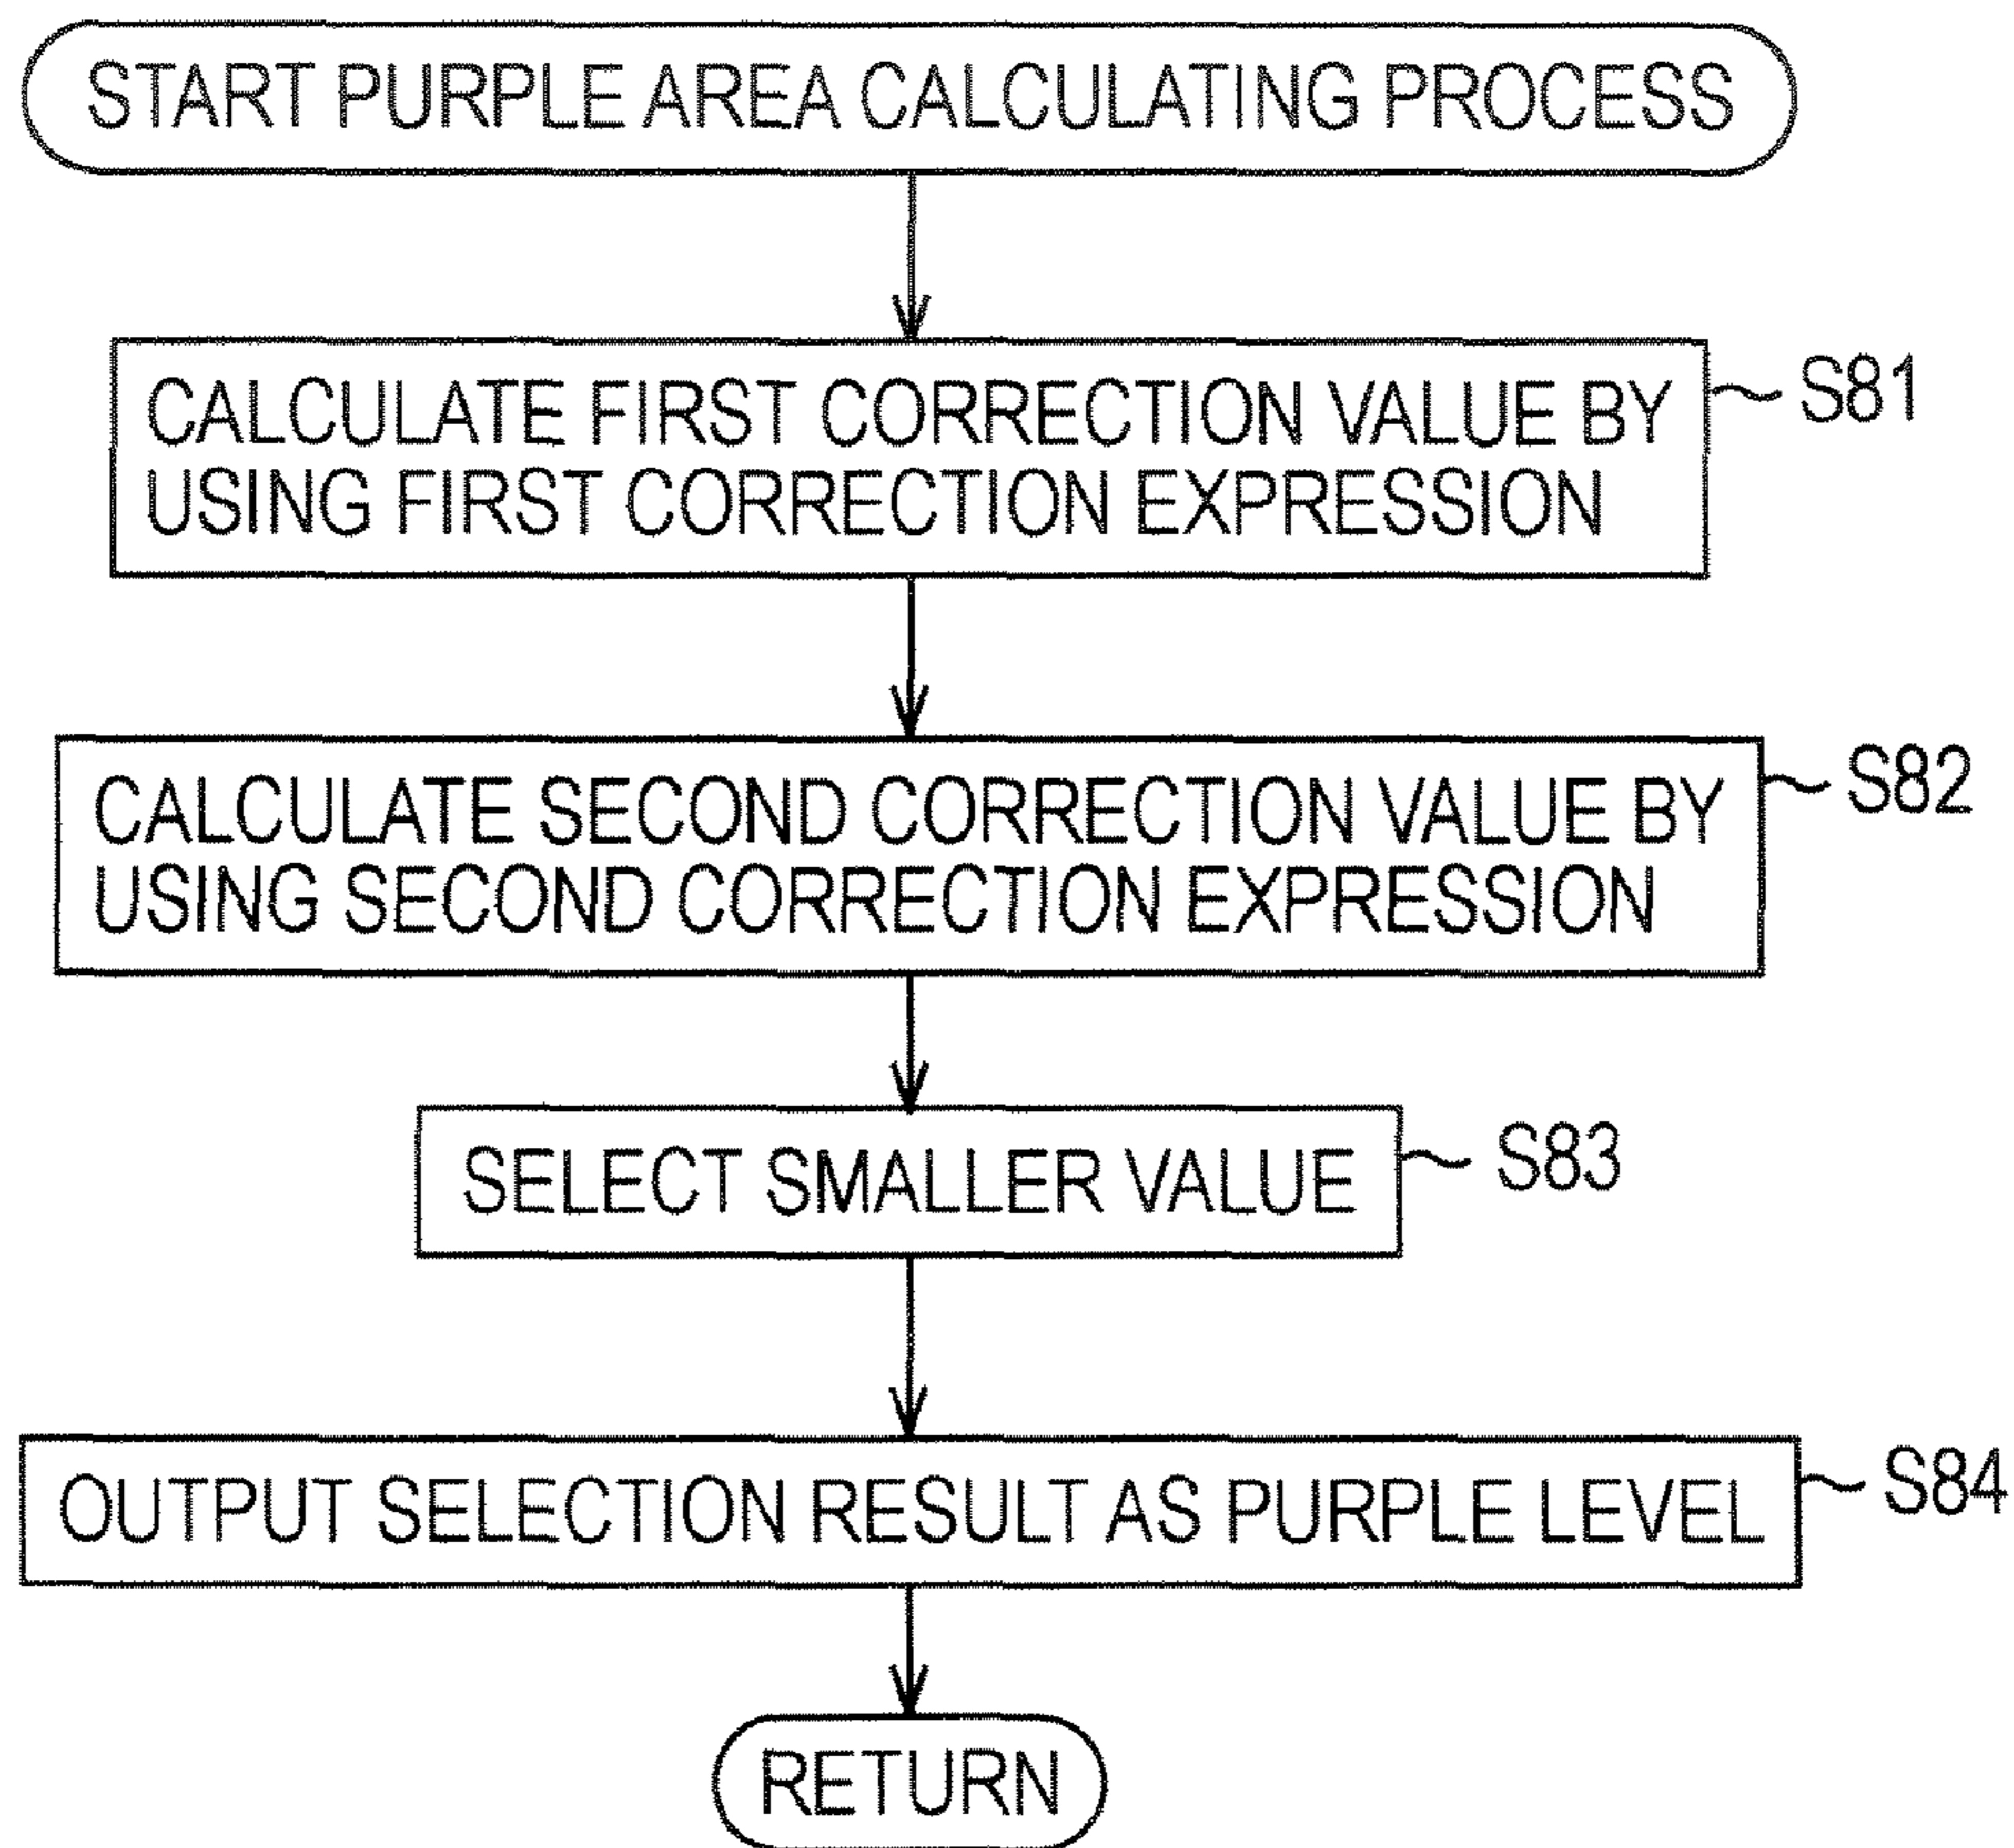 START PURPLE AREA CALCULATING PROCESS
CALCULATE FIRST CORRECTION VALUE BY
USING FIRST CORRECTION EXPRESSION
S81
CALCULATE SECOND CORRECTION VALUE BY
USING SECOND CORRECTION EXPRESSION
S82
SELECT SMALLER VALUE
S83
OUTPUT SELECTION RESULT AS PURPLE LEVEL
S84
RETURN